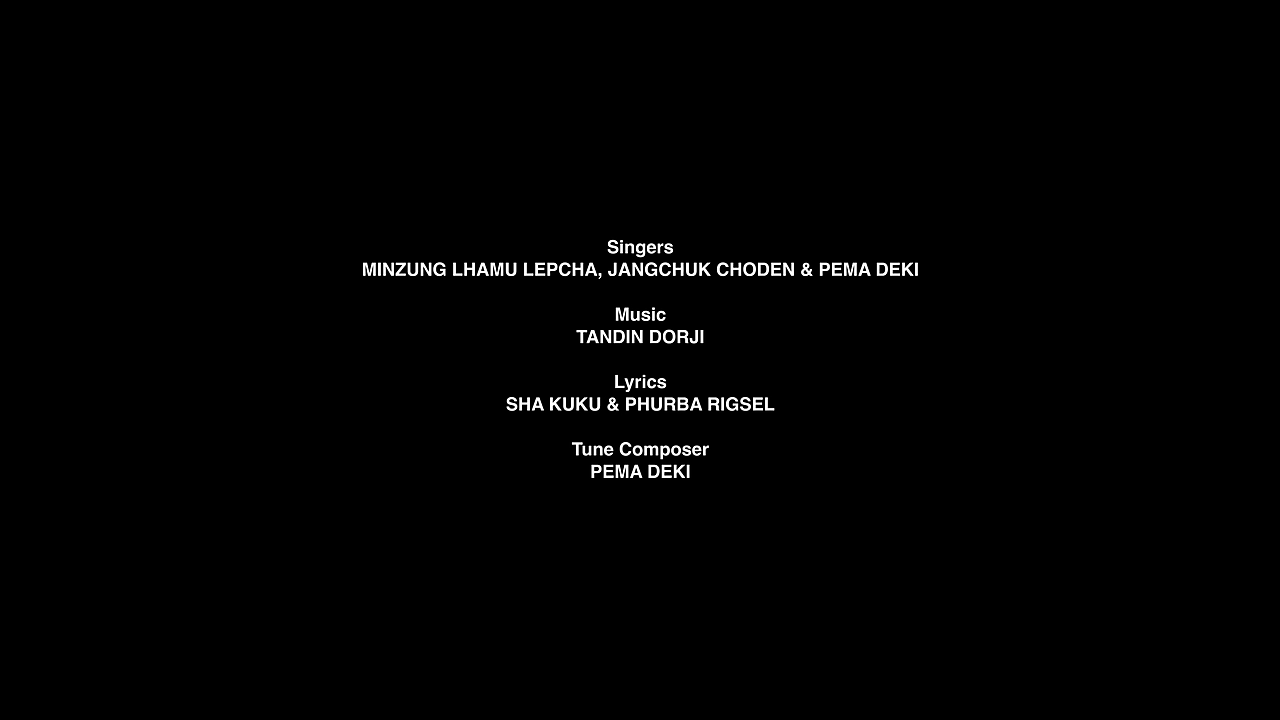 Singers
MINZUNG LHAMU LEPCHA, JANGCHUK CHODEN & PEMA DEKI
Music
TANDIN DORJI
Lyrics
SHA KUKU & PHURBA RIGSEL
Tune Composer
PEMA DEKI